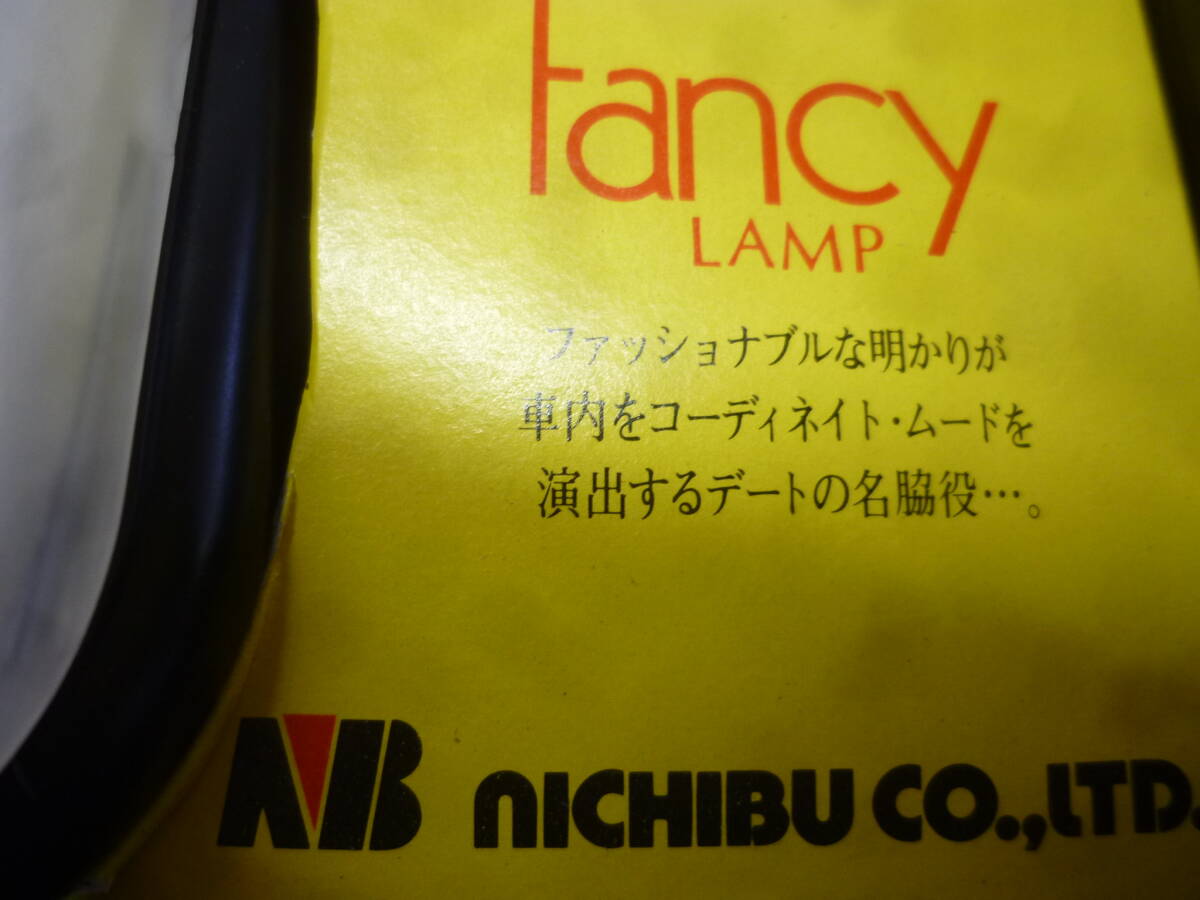 fancy
LAMP
ファッショナブルな明かりが
車内をコーディネイト・ムードを
演出するデートの名脇役…。
NB NICHIBU CO.,LTD.